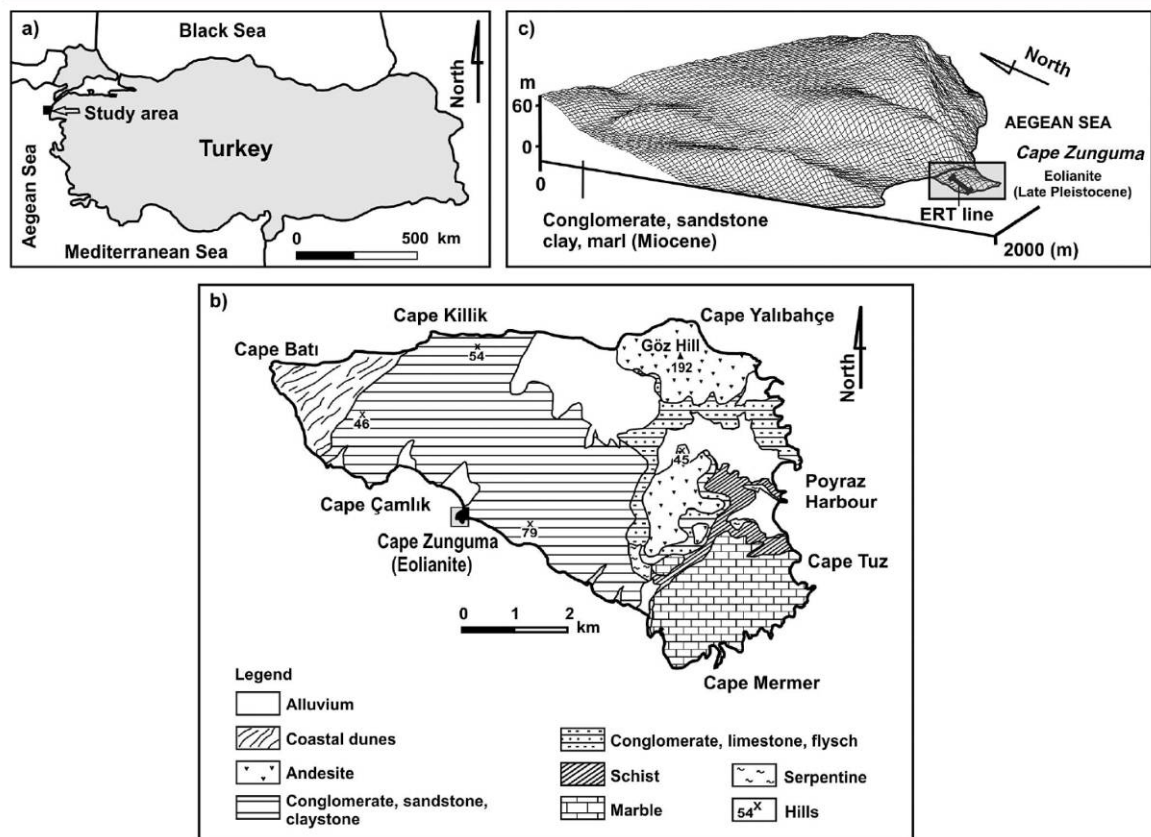 a)
Black Sea
North
Study area
Turkey
Aegean Sea
Mediterranean Sea
0 500 km
c)
North
m
60
0
0
AEGEAN SEA
Cape Zunguma
Eolianite
(Late Pleistocene)
ERT line
Conglomerate, sandstone
clay, marl (Miocene)
2000 (m)
b)
Cape Killik
Cape Yalıbahçe
Cape Batı
Göz Hill
192
North
54
46
45
Poyraz
Harbour
Cape Çamlık
79
Cape Zunguma
(Eolianite)
Cape Tuz
0 1 2
km
Cape Mermer
Legend
Alluvium
Coastal dunes
Andesite
Conglomerate, sandstone,
claystone
Conglomerate, limestone, flysch
Schist
Serpentine
Marble
54x Hills